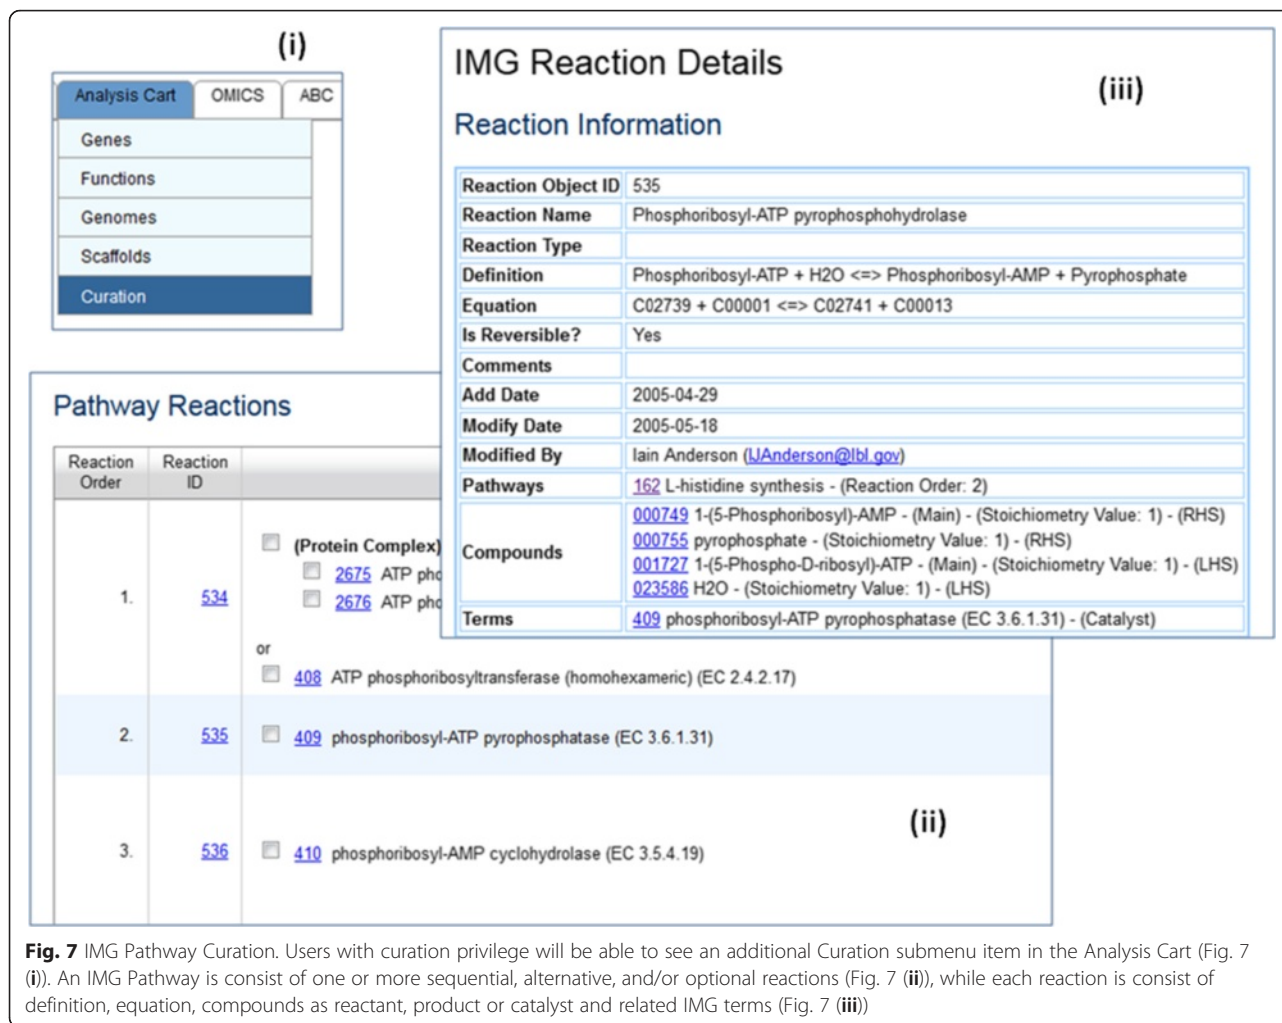 (i)
Analysis Cart OMICS ABC
Genes
Functions
Genomes
Scaffolds
Curation
IMG Reaction Details
(iii)
Reaction Information
Reaction Object ID 535
Reaction Name Phosphoribosyl-ATP pyrophosphohydrolase
Reaction Type
Definition Phosphoribosyl-ATP + H2O <=> Phosphoribosyl-AMP + Pyrophosphate
Equation C02739 + C00001 <=> C02741 + C00013
Is Reversible? Yes
Comments
Add Date 2005-04-29
Modify Date 2005-05-18
Modified By Iain Anderson (IJAnderson@lbl.gov)
Pathways 162 L-histidine synthesis - (Reaction Order: 2)
Compounds
000749 1-(5-Phosphoribosyl)-AMP - (Main) - (Stoichiometry Value: 1) - (RHS)
000755 pyrophosphate - (Stoichiometry Value: 1) - (RHS)
001727 1-(5-Phospho-D-ribosyl)-ATP - (Main) - (Stoichiometry Value: 1) - (LHS)
023586 H2O - (Stoichiometry Value: 1) - (LHS)
Terms 409 phosphoribosyl-ATP pyrophosphatase (EC 3.6.1.31) - (Catalyst)
Pathway Reactions
Reaction Order Reaction ID
(Protein Complex)
2675 ATP pho
1. 534
2676 ATP pho
or
408 ATP phosphoribosyltransferase (homohexameric) (EC 2.4.2.17)
2. 535 409 phosphoribosyl-ATP pyrophosphatase (EC 3.6.1.31)
(ii)
3. 536 410 phosphoribosyl-AMP cyclohydrolase (EC 3.5.4.19)
Fig. 7 IMG Pathway Curation. Users with curation privilege will be able to see an additional Curation submenu item in the Analysis Cart (Fig. 7
(i)). An IMG Pathway is consist of one or more sequential, alternative, and/or optional reactions (Fig. 7 (ii)), while each reaction is consist of
definition, equation, compounds as reactant, product or catalyst and related IMG terms (Fig. 7 (iii))